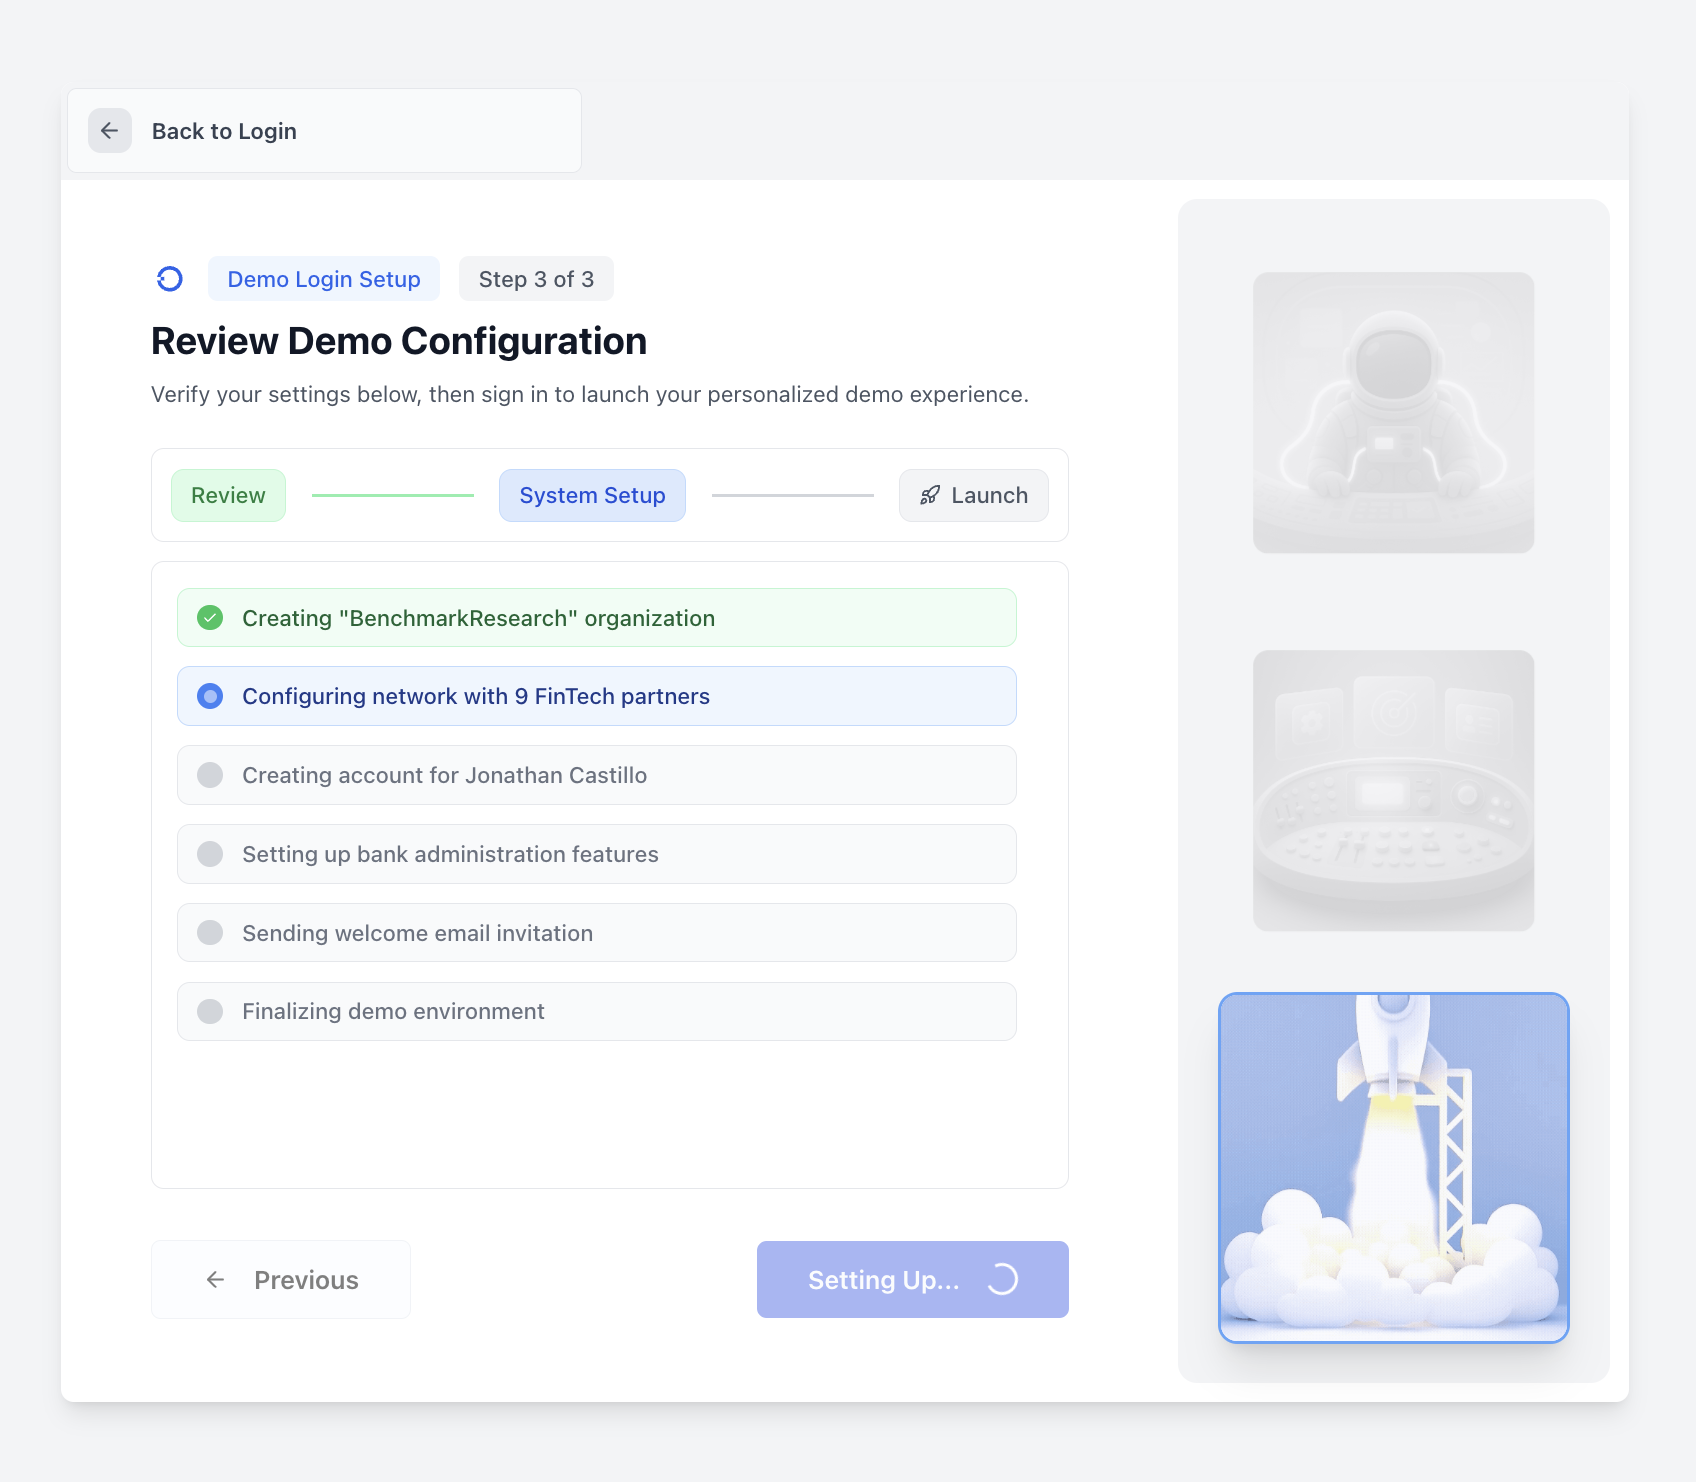 Back to Login
Demo Login Setup
Step 3 of 3
Review Demo Configuration
Verify your settings below, then sign in to launch your personalized demo experience.
Review
System Setup
Launch
Creating "BenchmarkResearch" organization
Configuring network with 9 FinTech partners
Creating account for Jonathan Castillo
Setting up bank administration features
Sending welcome email invitation
Finalizing demo environment
Previous
Setting Up...